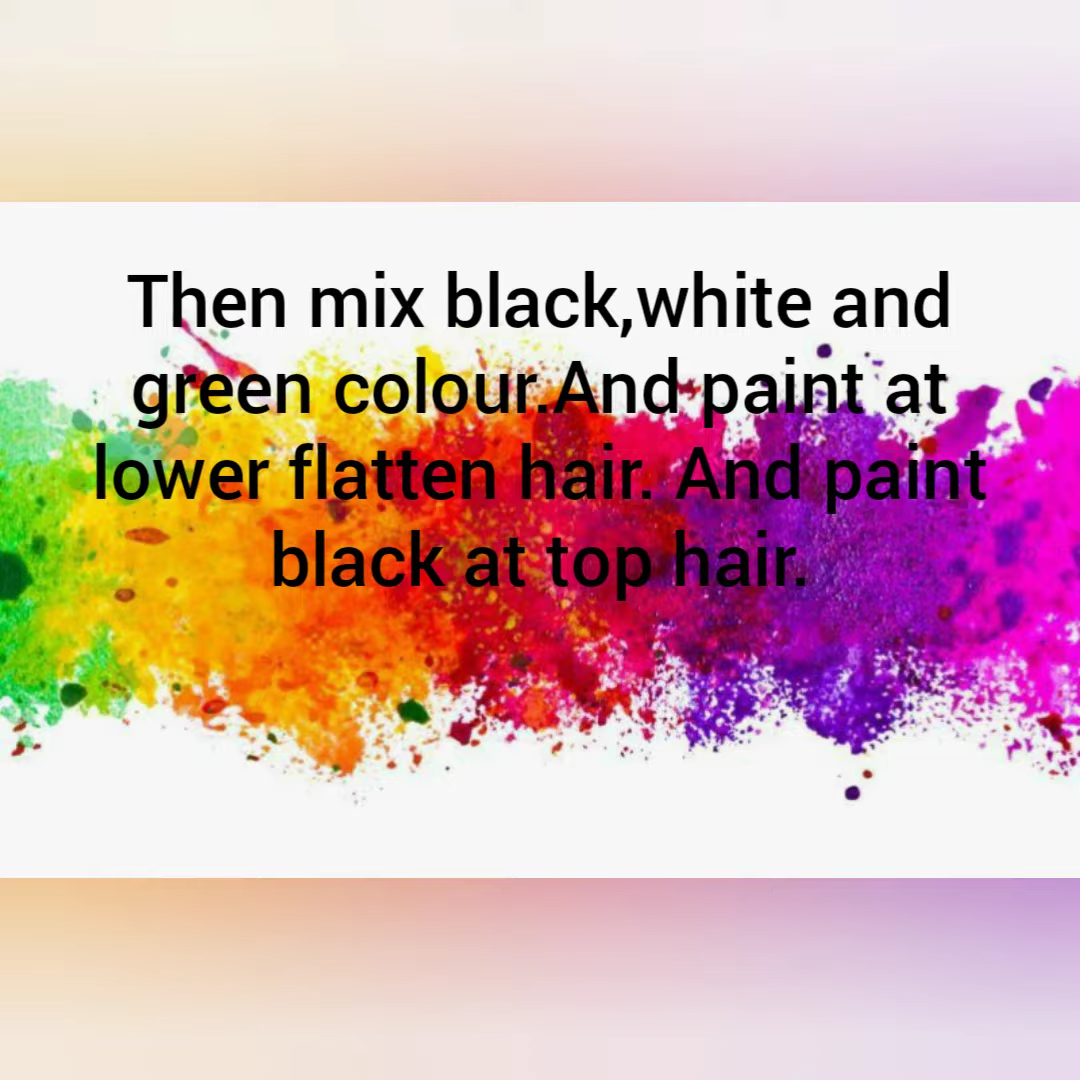 Then mix black,white and
green colour.And paint at
lower flatten hair. And paint
black at top hair.